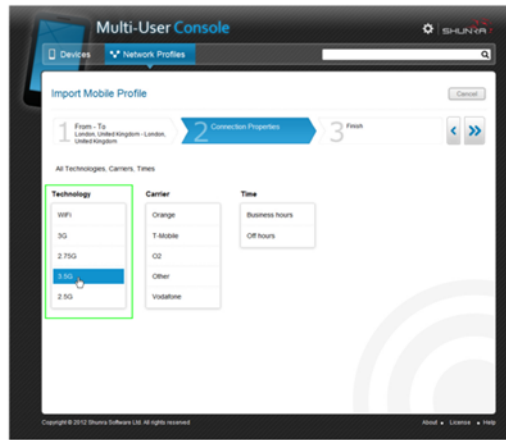 Multi-User Console
SHUNRA
Devices
Network Profiles
Import Mobile Profile
Cancel
1 From - To
London, United Kingdom - London,
United Kingdom
2 Connection Properties
3 Finish
All Technologies, Carriers, Times
Technology
WiFi
3G
2.75G
3.5G
2.5G
Carrier
Orange
T-Mobile
O2
Other
Vodafone
Time
Business hours
Off hours
Copyright © 2012 Shunra Software Ltd. All rights reserved
About • License • Help